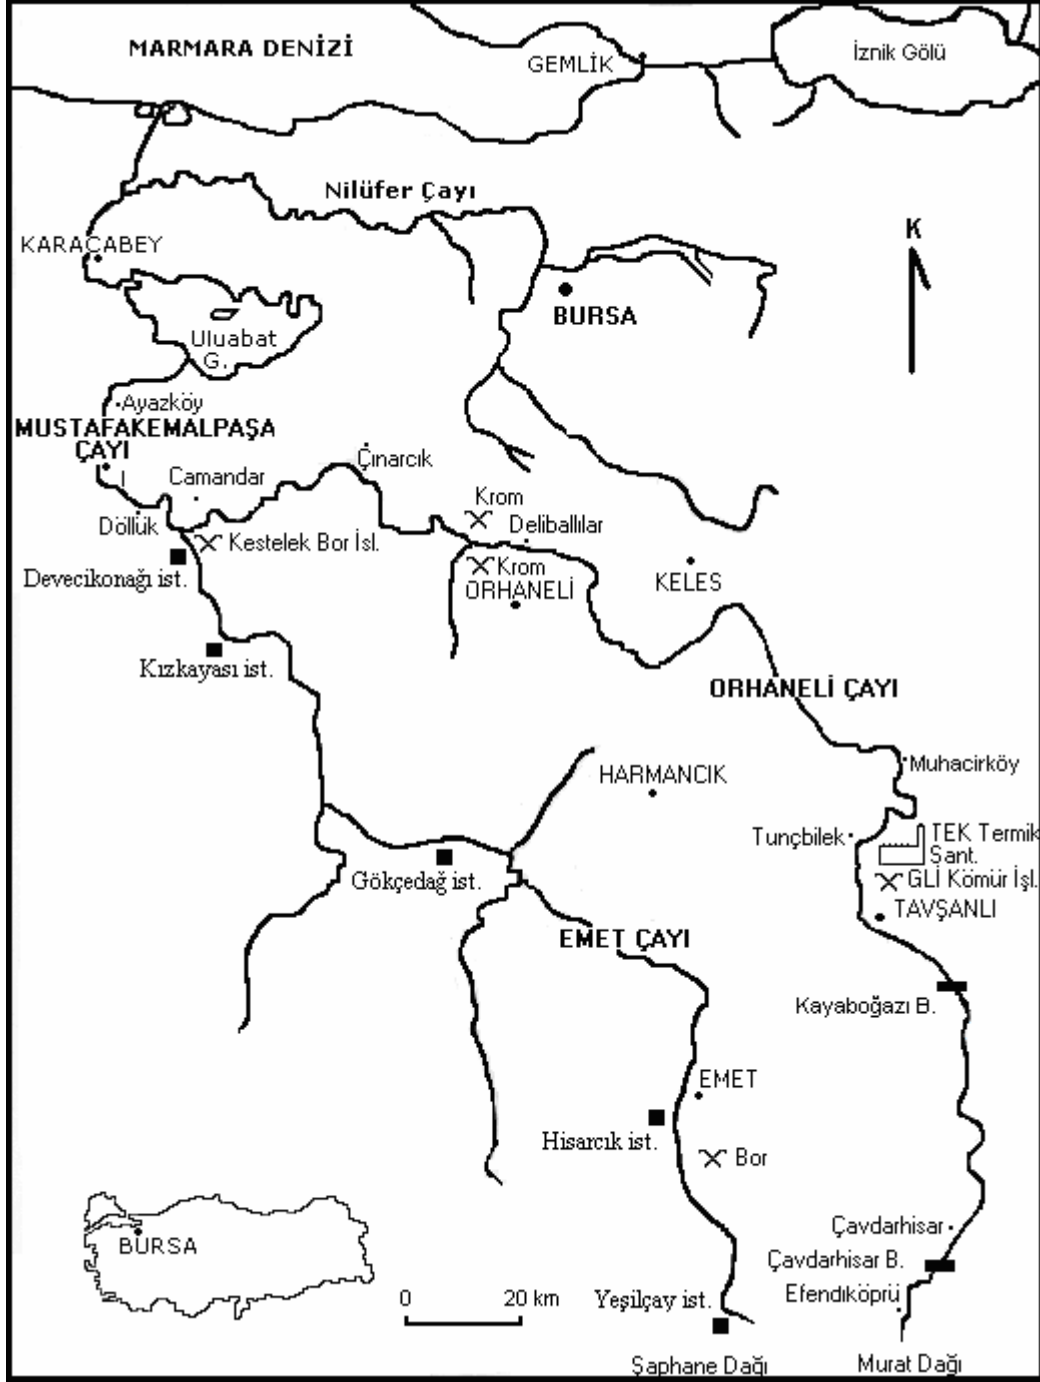 MARMARA DENİZİ
GEMLİK
İznik Gölü
Nilüfer Çayı
K
KARACABEY
BURSA
Uluabat
G.
Ayazköy
MUSTAFAKEMALPAŞA
ÇAYI
Çınarcık
Camandar
Krom
Döllük
Deliballılar
Kestelek Bor İsl.
Krom
Devecikonağı ist.
ORHANELİ
KELES
Kızkayası ist.
ORHANELİ ÇAYI
Muhacirköy
HARMANCIK
Tunçbilek
TEK Termik
Sant.
Gökçedağ ist.
GLİ Kömür İşl.
TAVŞANLI
EMET ÇAYI
Kayaboğazı B.
EMET
Hisarcık ist.
Bor
Çavdarhisar
BURSA
Çavdarhisar B.
0 20 km
Yeşilçay ist.
Efendiköprü
Şaphane Dağı
Murat Dağı